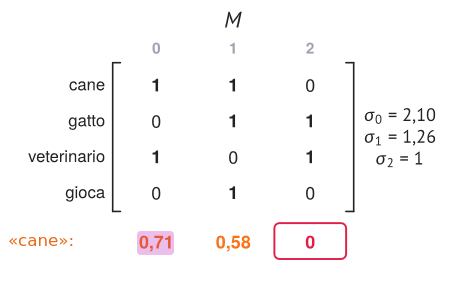 M
0 1 2
cane 1 1 0
gatto 0 1 1
veterinario 1 0 1
gioca 0 1 0
σ0 = 2,10
σ1 = 1,26
σ2 = 1
«cane»: 0,71 0,58 0